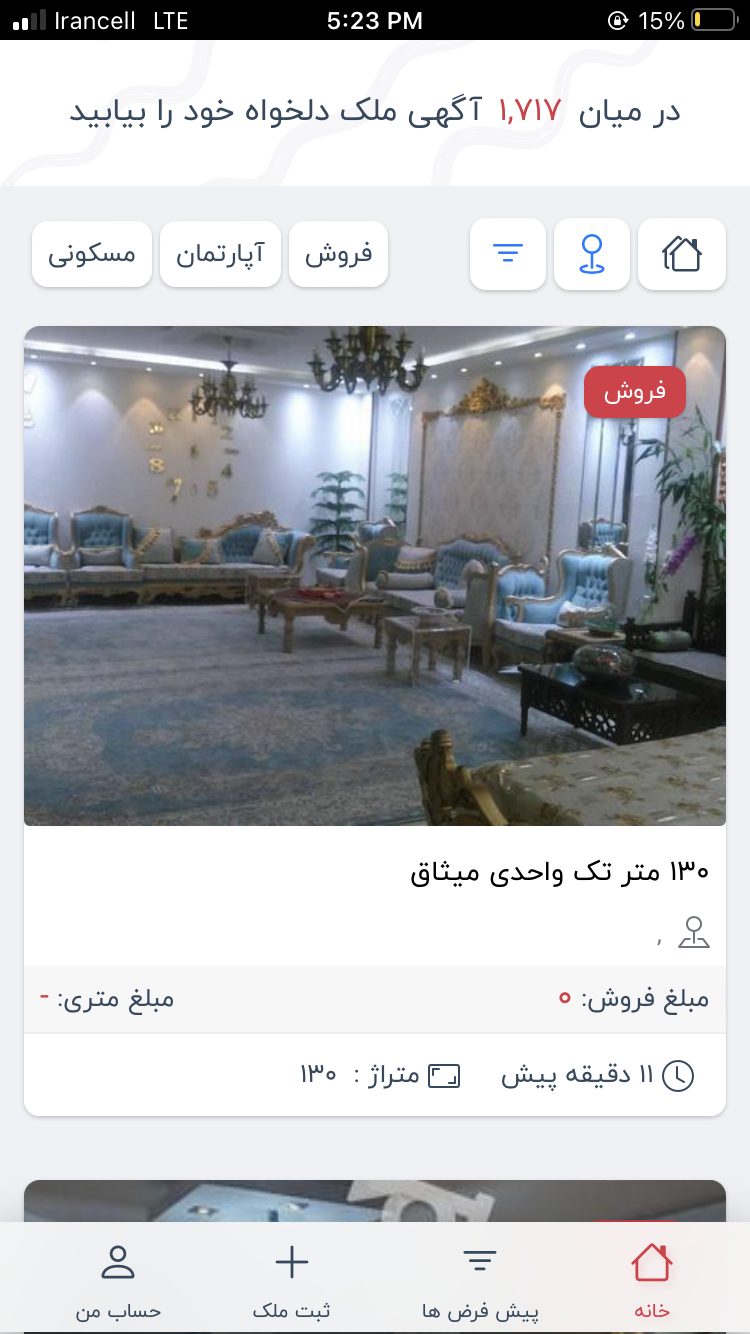 Irancell LTE 5:23 PM 15%
در میان ۱,۷۱۷ آگهی ملک دلخواه خود را بیابید
فروش آپارتمان مسکونی
فروش
۱۳۰ متر تک واحدی میثاق
,
مبلغ فروش: ۰ مبلغ متری: -
۱۱ دقیقه پیش متراژ : ۱۳۰
خانه پیش فرض ها ثبت ملک حساب من